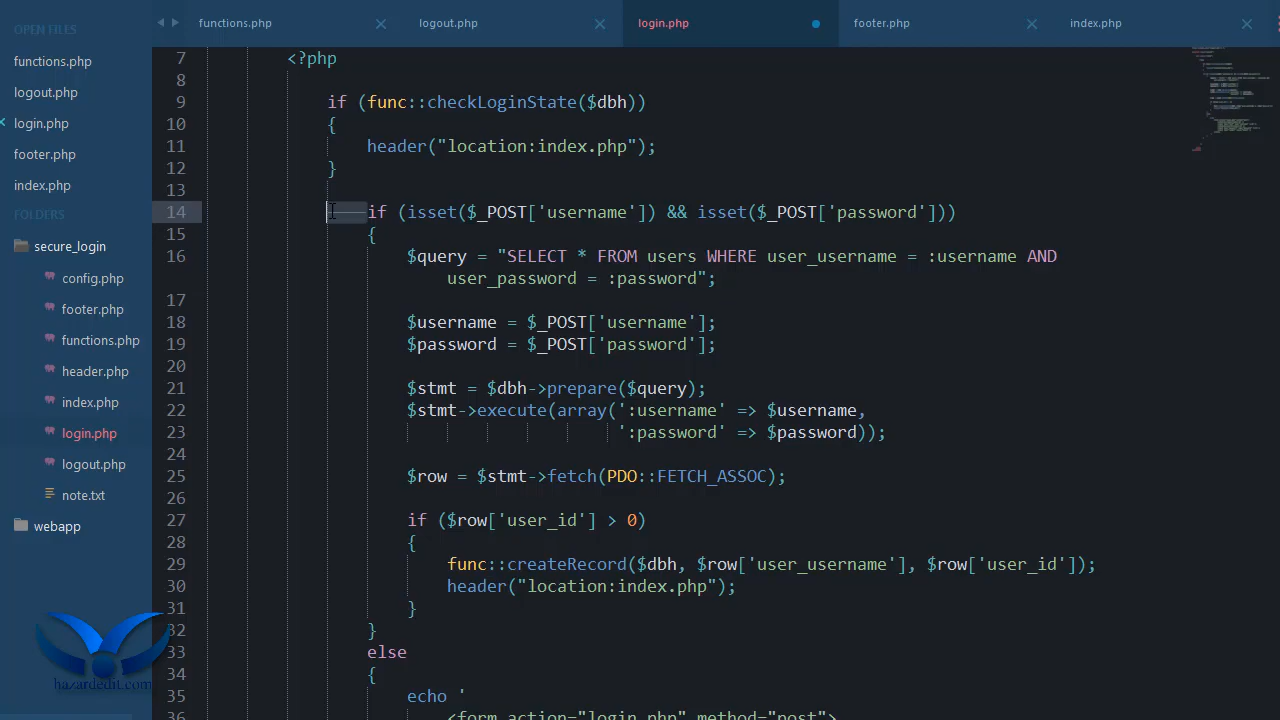 OPEN FILES
functions.php
logout.php
login.php
footer.php
index.php
FOLDERS
secure_login
config.php
footer.php
functions.php
header.php
index.php
login.php
logout.php
note.txt
webapp
hazardedit.com
functions.php logout.php login.php footer.php index.php
7 <?php
8
9 if (func::checkLoginState($dbh))
10 {
11 header("location:index.php");
12 }
13
14 if (isset($_POST['username']) && isset($_POST['password']))
15 {
16 $query = "SELECT * FROM users WHERE user_username = :username AND
user_password = :password";
17
18 $username = $_POST['username'];
19 $password = $_POST['password'];
20
21 $stmt = $dbh->prepare($query);
22 $stmt->execute(array(':username' => $username,
23 ':password' => $password));
24
25 $row = $stmt->fetch(PDO::FETCH_ASSOC);
26
27 if ($row['user_id'] > 0)
28 {
29 func::createRecord($dbh, $row['user_username'], $row['user_id']);
30 header("location:index.php");
31 }
32 }
33 else
34 {
35 echo '
36 <form action="login.php" method="post">